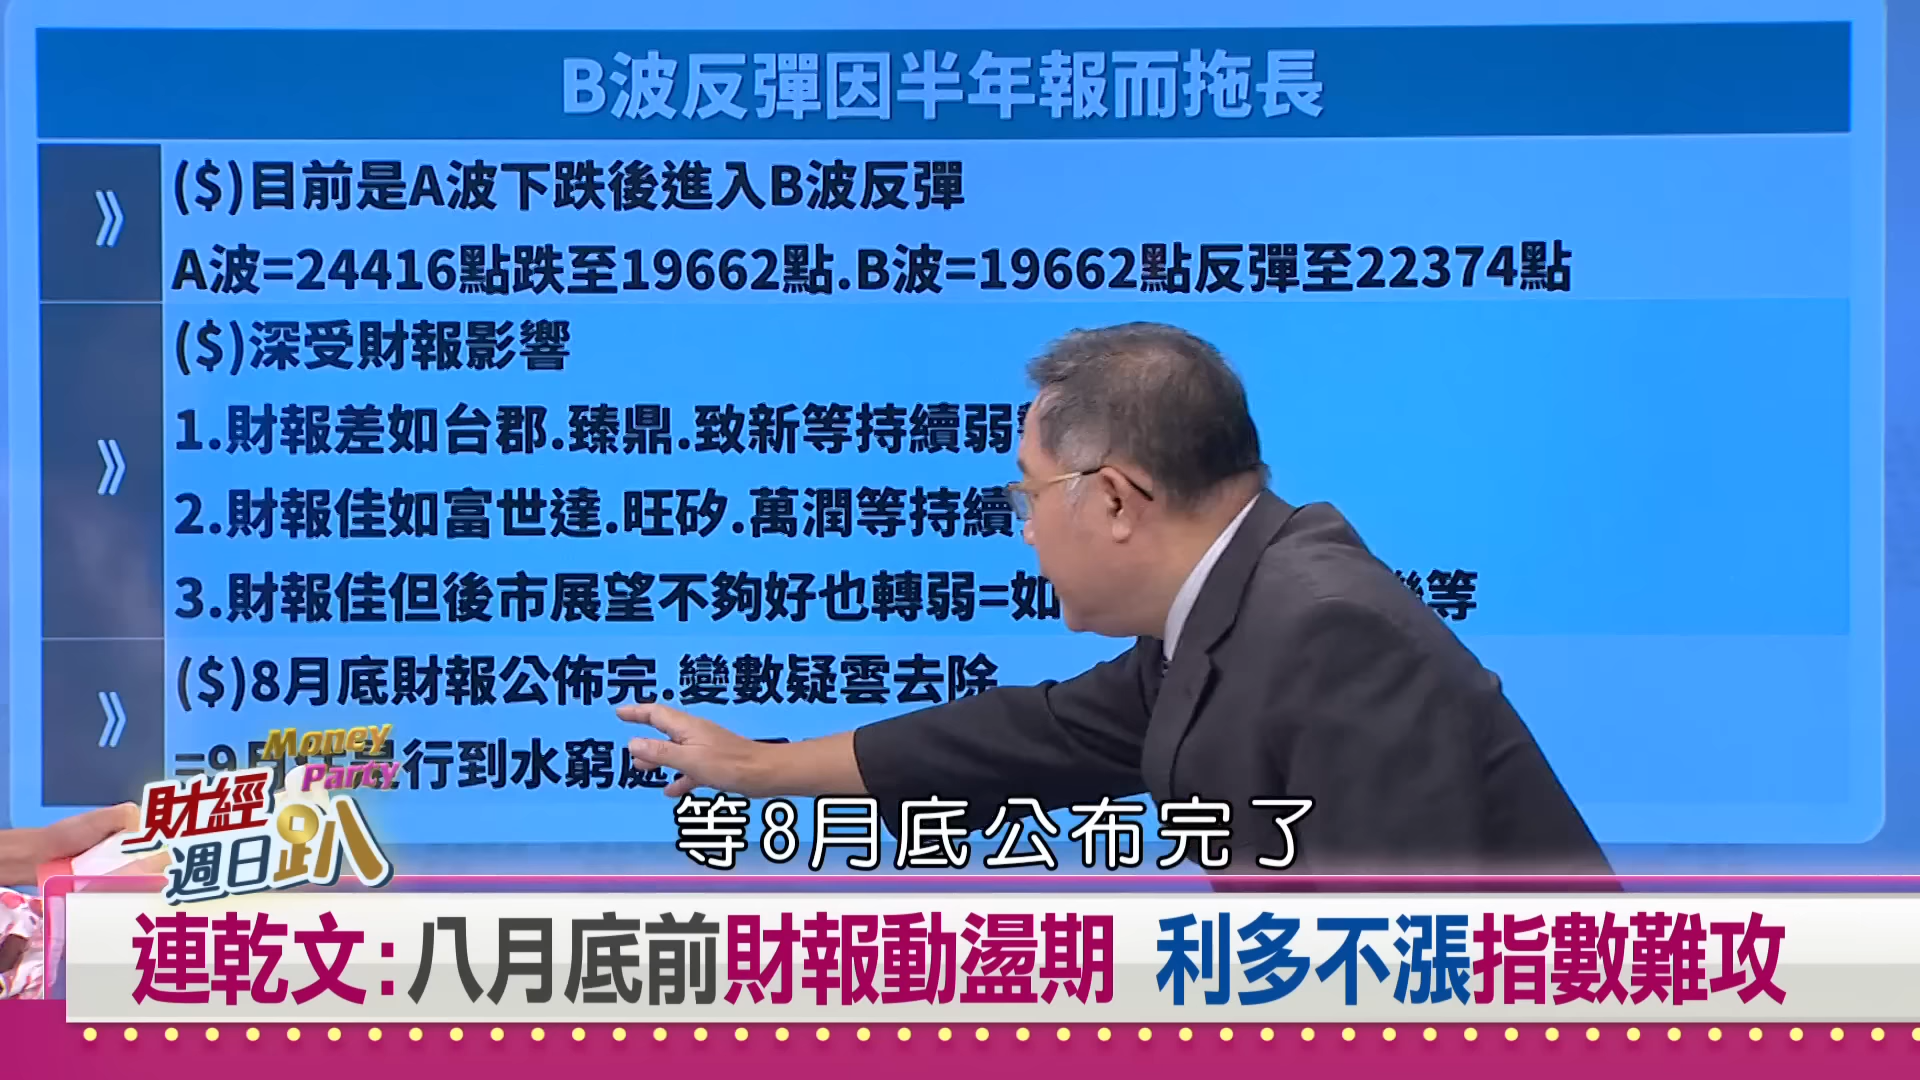 B波反彈因半年報而拖長
($)目前是A波下跌後進入B波反彈
A波=24416點跌至19662點.B波=19662點反彈至22374點
($)深受財報影響
1.財報差如台郡.臻鼎.致新等持續弱
2.財報佳如富世達.旺矽.萬潤等持續
3.財報佳但後市展望不夠好也轉弱=如
等
($)8月底財報公佈完.變數疑雲去除
=9月
行到水窮處
Money
Party
財經
週日趴
等8月底公布完了
連乾文:八月底前財報動盪期 利多不漲指數難攻